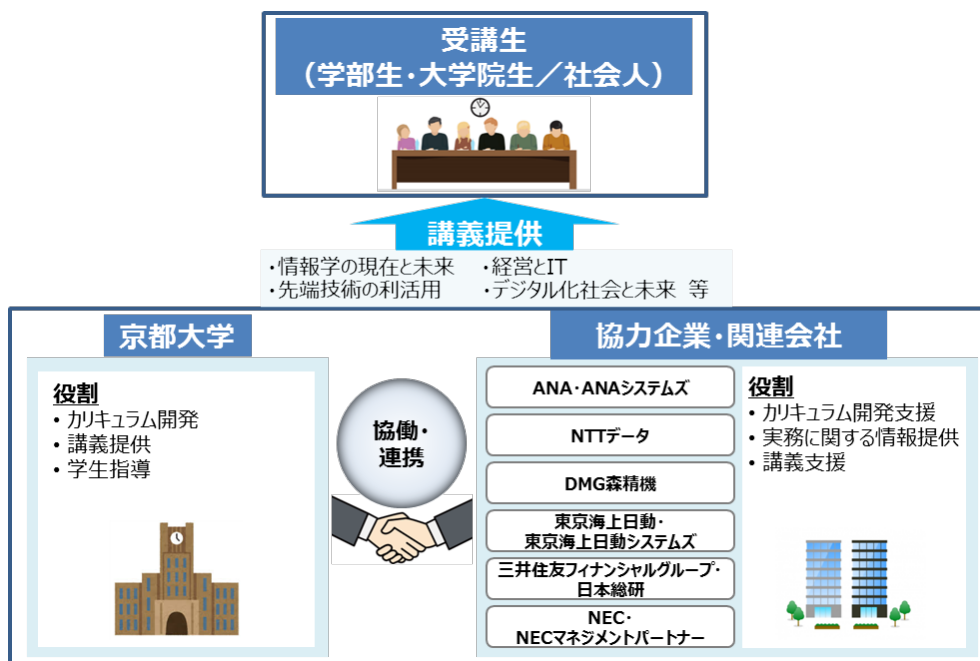 受講生
（学部生・大学院生／社会人）
講義提供
・情報学の現在と未来　・経営とIT
・先端技術の利活用　・デジタル化社会と未来 等
京都大学
役割
• カリキュラム開発
• 講義提供
• 学生指導
協働・
連携
協力企業・関連会社
ANA・ANAシステムズ
NTTデータ
DMG森精機
東京海上日動・
東京海上日動システムズ
三井住友フィナンシャルグループ・
日本総研
NEC・
NECマネジメントパートナー
役割
• カリキュラム開発支援
• 実務に関する情報提供
• 講義支援